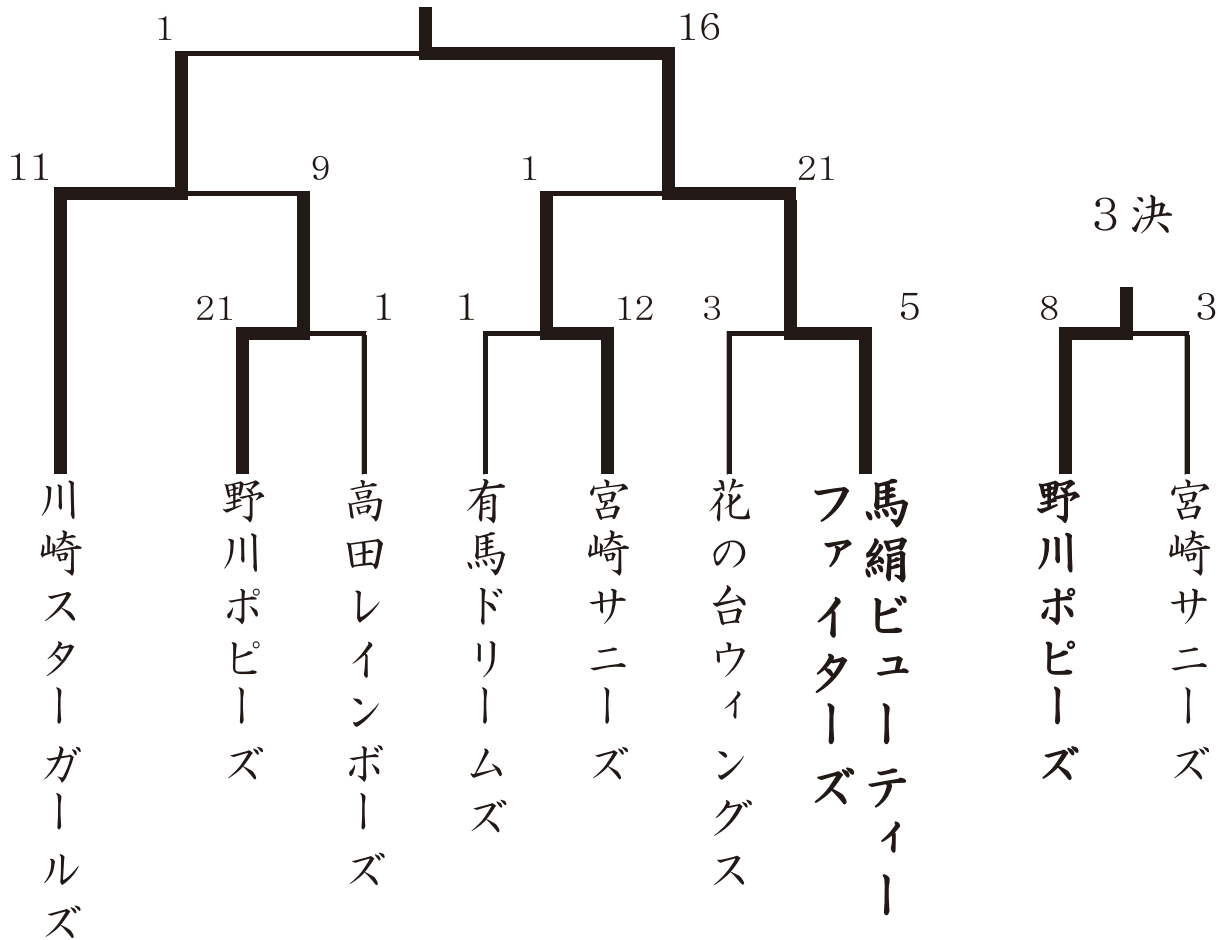 1
16
11
9
1
21
3決
21
1
1
12
3
5
8
3
川崎スターガールズ
野川ポピーズ
高田レインボーズ
有馬ドリームズ
宮崎サニーズ
花の台ウィングス
馬絹ビューティー
ファイターズ
野川ポピーズ
宮崎サニーズ